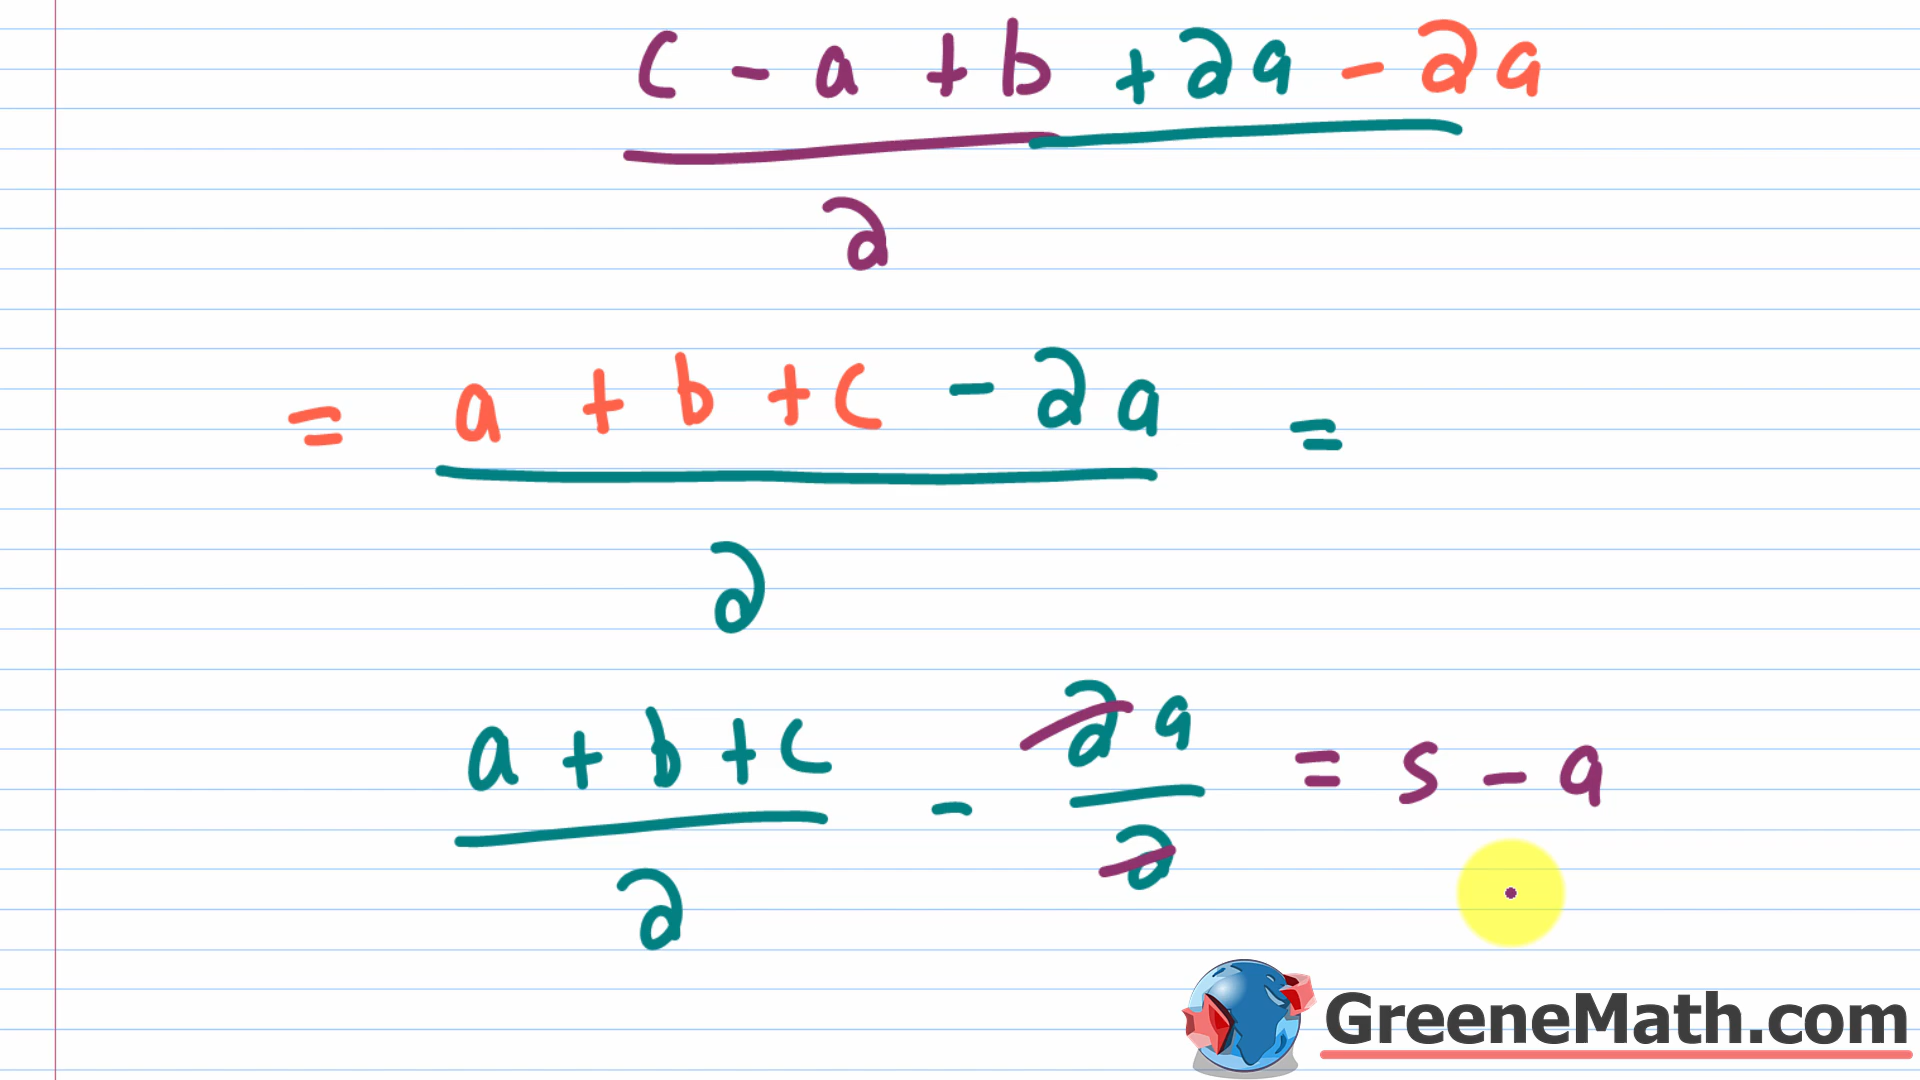 c - a + b + 2a - 2a
2
= a + b + c - 2a =
2
a + b + c - 2a = s - a
2 2
GreeneMath.com